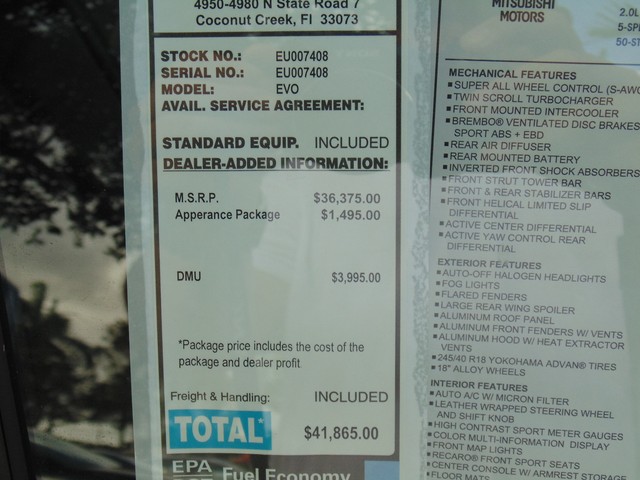 4950-4980 N State Road 7
Coconut Creek, Fl 33073
STOCK NO.: EU007408
SERIAL NO.: EU007408
MODEL: EVO
AVAIL. SERVICE AGREEMENT:
STANDARD EQUIP. INCLUDED
DEALER-ADDED INFORMATION:
M.S.R.P. $36,375.00
Apperance Package $1,495.00
DMU $3,995.00
*Package price includes the cost of the
package and dealer profit
Freight & Handling: INCLUDED
TOTAL* $41,865.00
EPA
Fuel Economy
MITSUBISHI
MOTORS
2.0L
5-SP
50-ST
MECHANICAL FEATURES
▪SUPER ALL WHEEL CONTROL (S-AWC
▪TWIN SCROLL TURBOCHARGER
▪FRONT MOUNTED INTERCOOLER
▪BREMBO® VENTILATED DISC BRAKES
SPORT ABS + EBD
▪REAR AIR DIFFUSER
▪REAR MOUNTED BATTERY
▪INVERTED FRONT SHOCK ABSORBERS
▪FRONT STRUT TOWER BAR
▪FRONT & REAR STABILIZER BARS
▪FRONT HELICAL LIMITED SLIP
DIFFERENTIAL
▪ACTIVE CENTER DIFFERENTIAL
▪ACTIVE YAW CONTROL REAR
DIFFERENTIAL
EXTERIOR FEATURES
▪AUTO-OFF HALOGEN HEADLIGHTS
▪FOG LIGHTS
▪FLARED FENDERS
▪LARGE REAR WING SPOILER
▪ALUMINUM ROOF PANEL
▪ALUMINUM FRONT FENDERS W/ VENTS
▪ALUMINUM HOOD W/ HEAT EXTRACTOR
VENTS
▪245/40 R18 YOKOHAMA ADVAN® TIRES
▪18" ALLOY WHEELS
INTERIOR FEATURES
▪AUTO A/C W/ MICRON FILTER
▪LEATHER WRAPPED STEERING WHEEL
AND SHIFT KNOB
▪HIGH CONTRAST SPORT METER GAUGES
▪COLOR MULTI-INFORMATION DISPLAY
▪FRONT MAP LIGHTS
▪RECARO® FRONT SPORT SEATS
▪CENTER CONSOLE W/ ARMREST STORAGE
▪FLOOR MATS